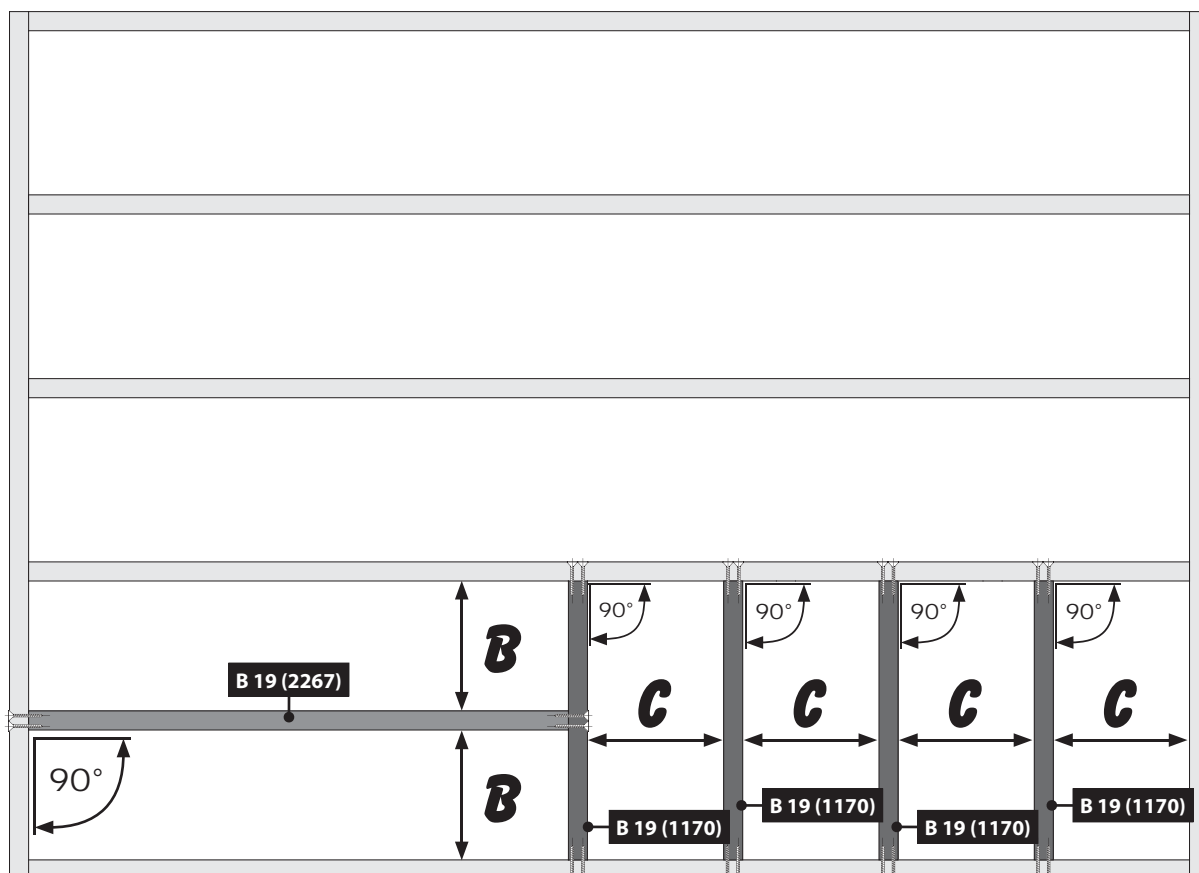 90° 90° 90° 90°
B
B 19 (2267)
C C C C
90°
B
B 19 (1170) B 19 (1170)
B 19 (1170) B 19 (1170)